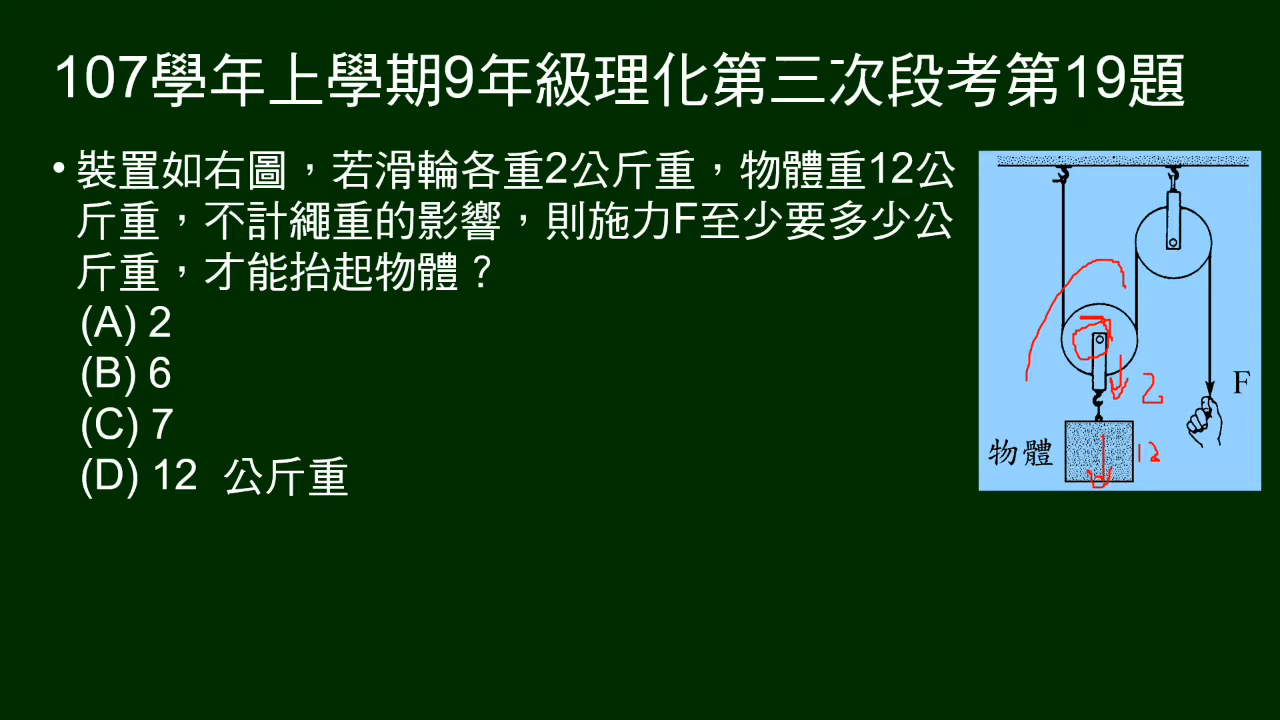 107學年上學期9年級理化第三次段考第19題
• 裝置如右圖，若滑輪各重2公斤重，物體重12公
斤重，不計繩重的影響，則施力F至少要多少公
斤重，才能抬起物體？
(A) 2
(B) 6
(C) 7
(D) 12 公斤重
F
2
物體
12